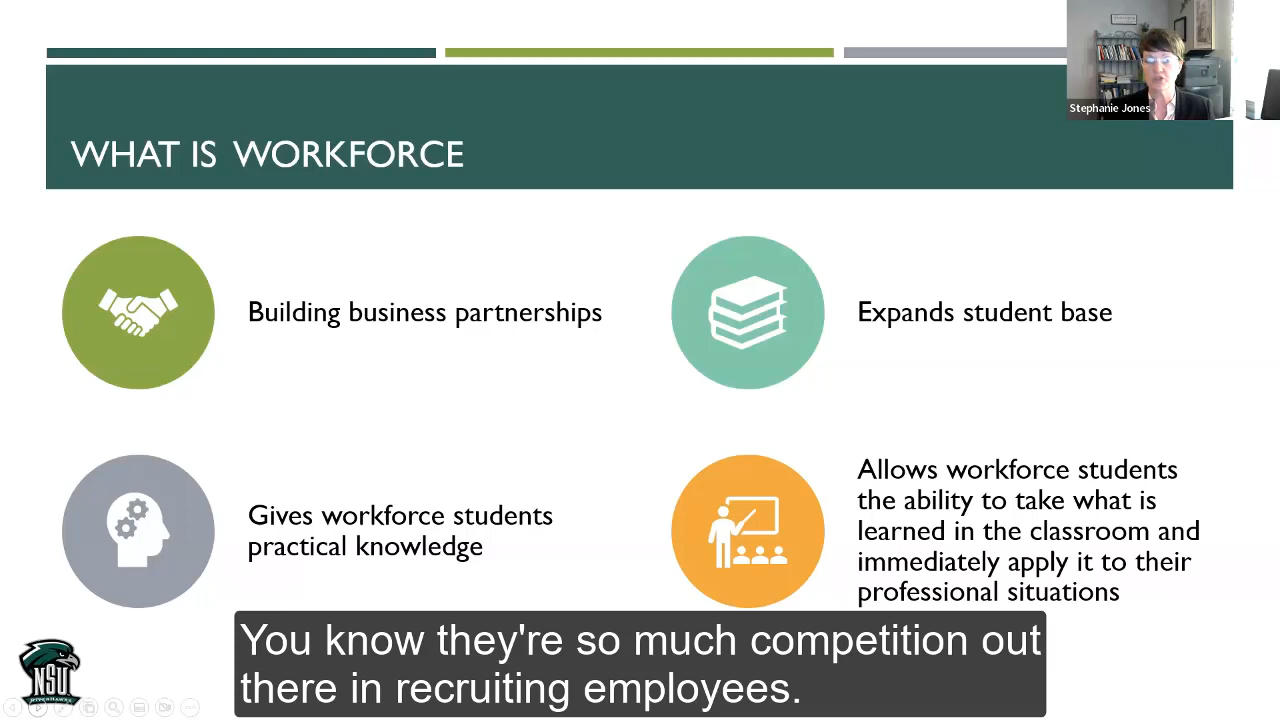 Stephanie Jones
WHAT IS WORKFORCE
Building business partnerships
Expands student base
Gives workforce students
practical knowledge
Allows workforce students
the ability to take what is
learned in the classroom and
immediately apply it to their
professional situations
You know they're so much competition out
there in recruiting employees.
NSU
RIVERHAWKS